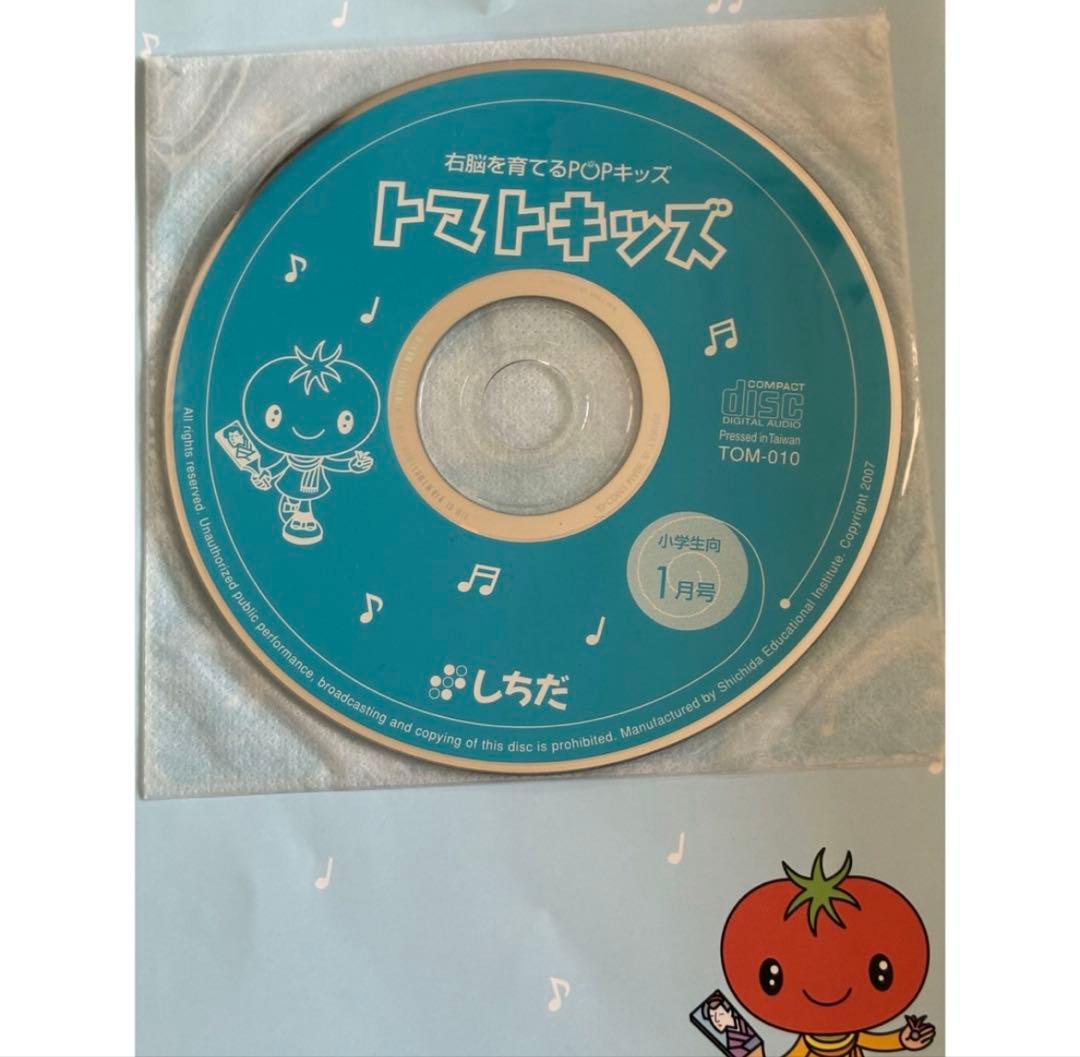 右脳を育てるPOPキッズ
トマトキッズ
COMPACT
disc
DIGITAL AUDIO
Pressed in Taiwan
TOM-010
小学生向
1月号
しちだ
All rights reserved. Unauthorized public performance, broadcasting and copying of this disc is prohibited. Manufactured by Shichida Educational Institute. Copyright 2007